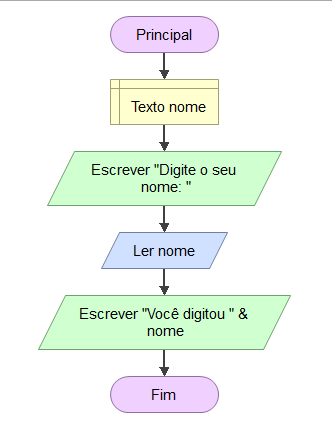 Principal
Texto nome
Escrever "Digite o seu
nome: "
Ler nome
Escrever "Você digitou " &
nome
Fim